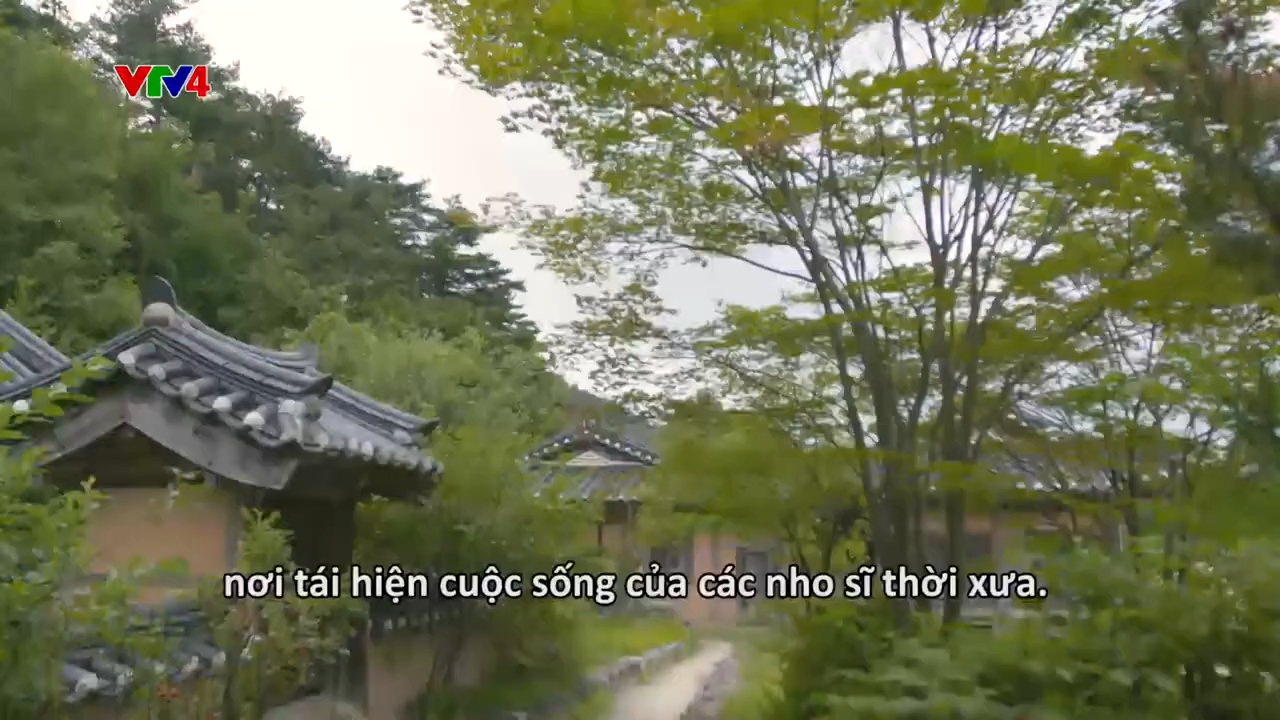 VTV4
nơi tái hiện cuộc sống của các nho sĩ thời xưa.